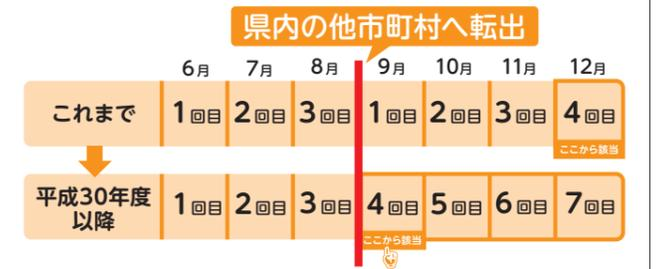 県内の他市町村へ転出
6月 7月 8月 9月 10月 11月 12月
これまで 1回目 2回目 3回目 1回目 2回目 3回目 4回目
ここから該当
平成30年度
以降 1回目 2回目 3回目 4回目 5回目 6回目 7回目
ここから該当